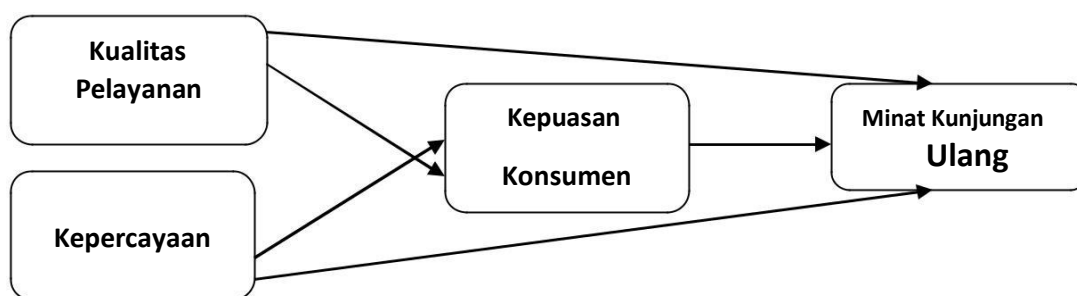 Kualitas
Pelayanan
Kepuasan
Konsumen
Minat Kunjungan
Ulang
Kepercayaan